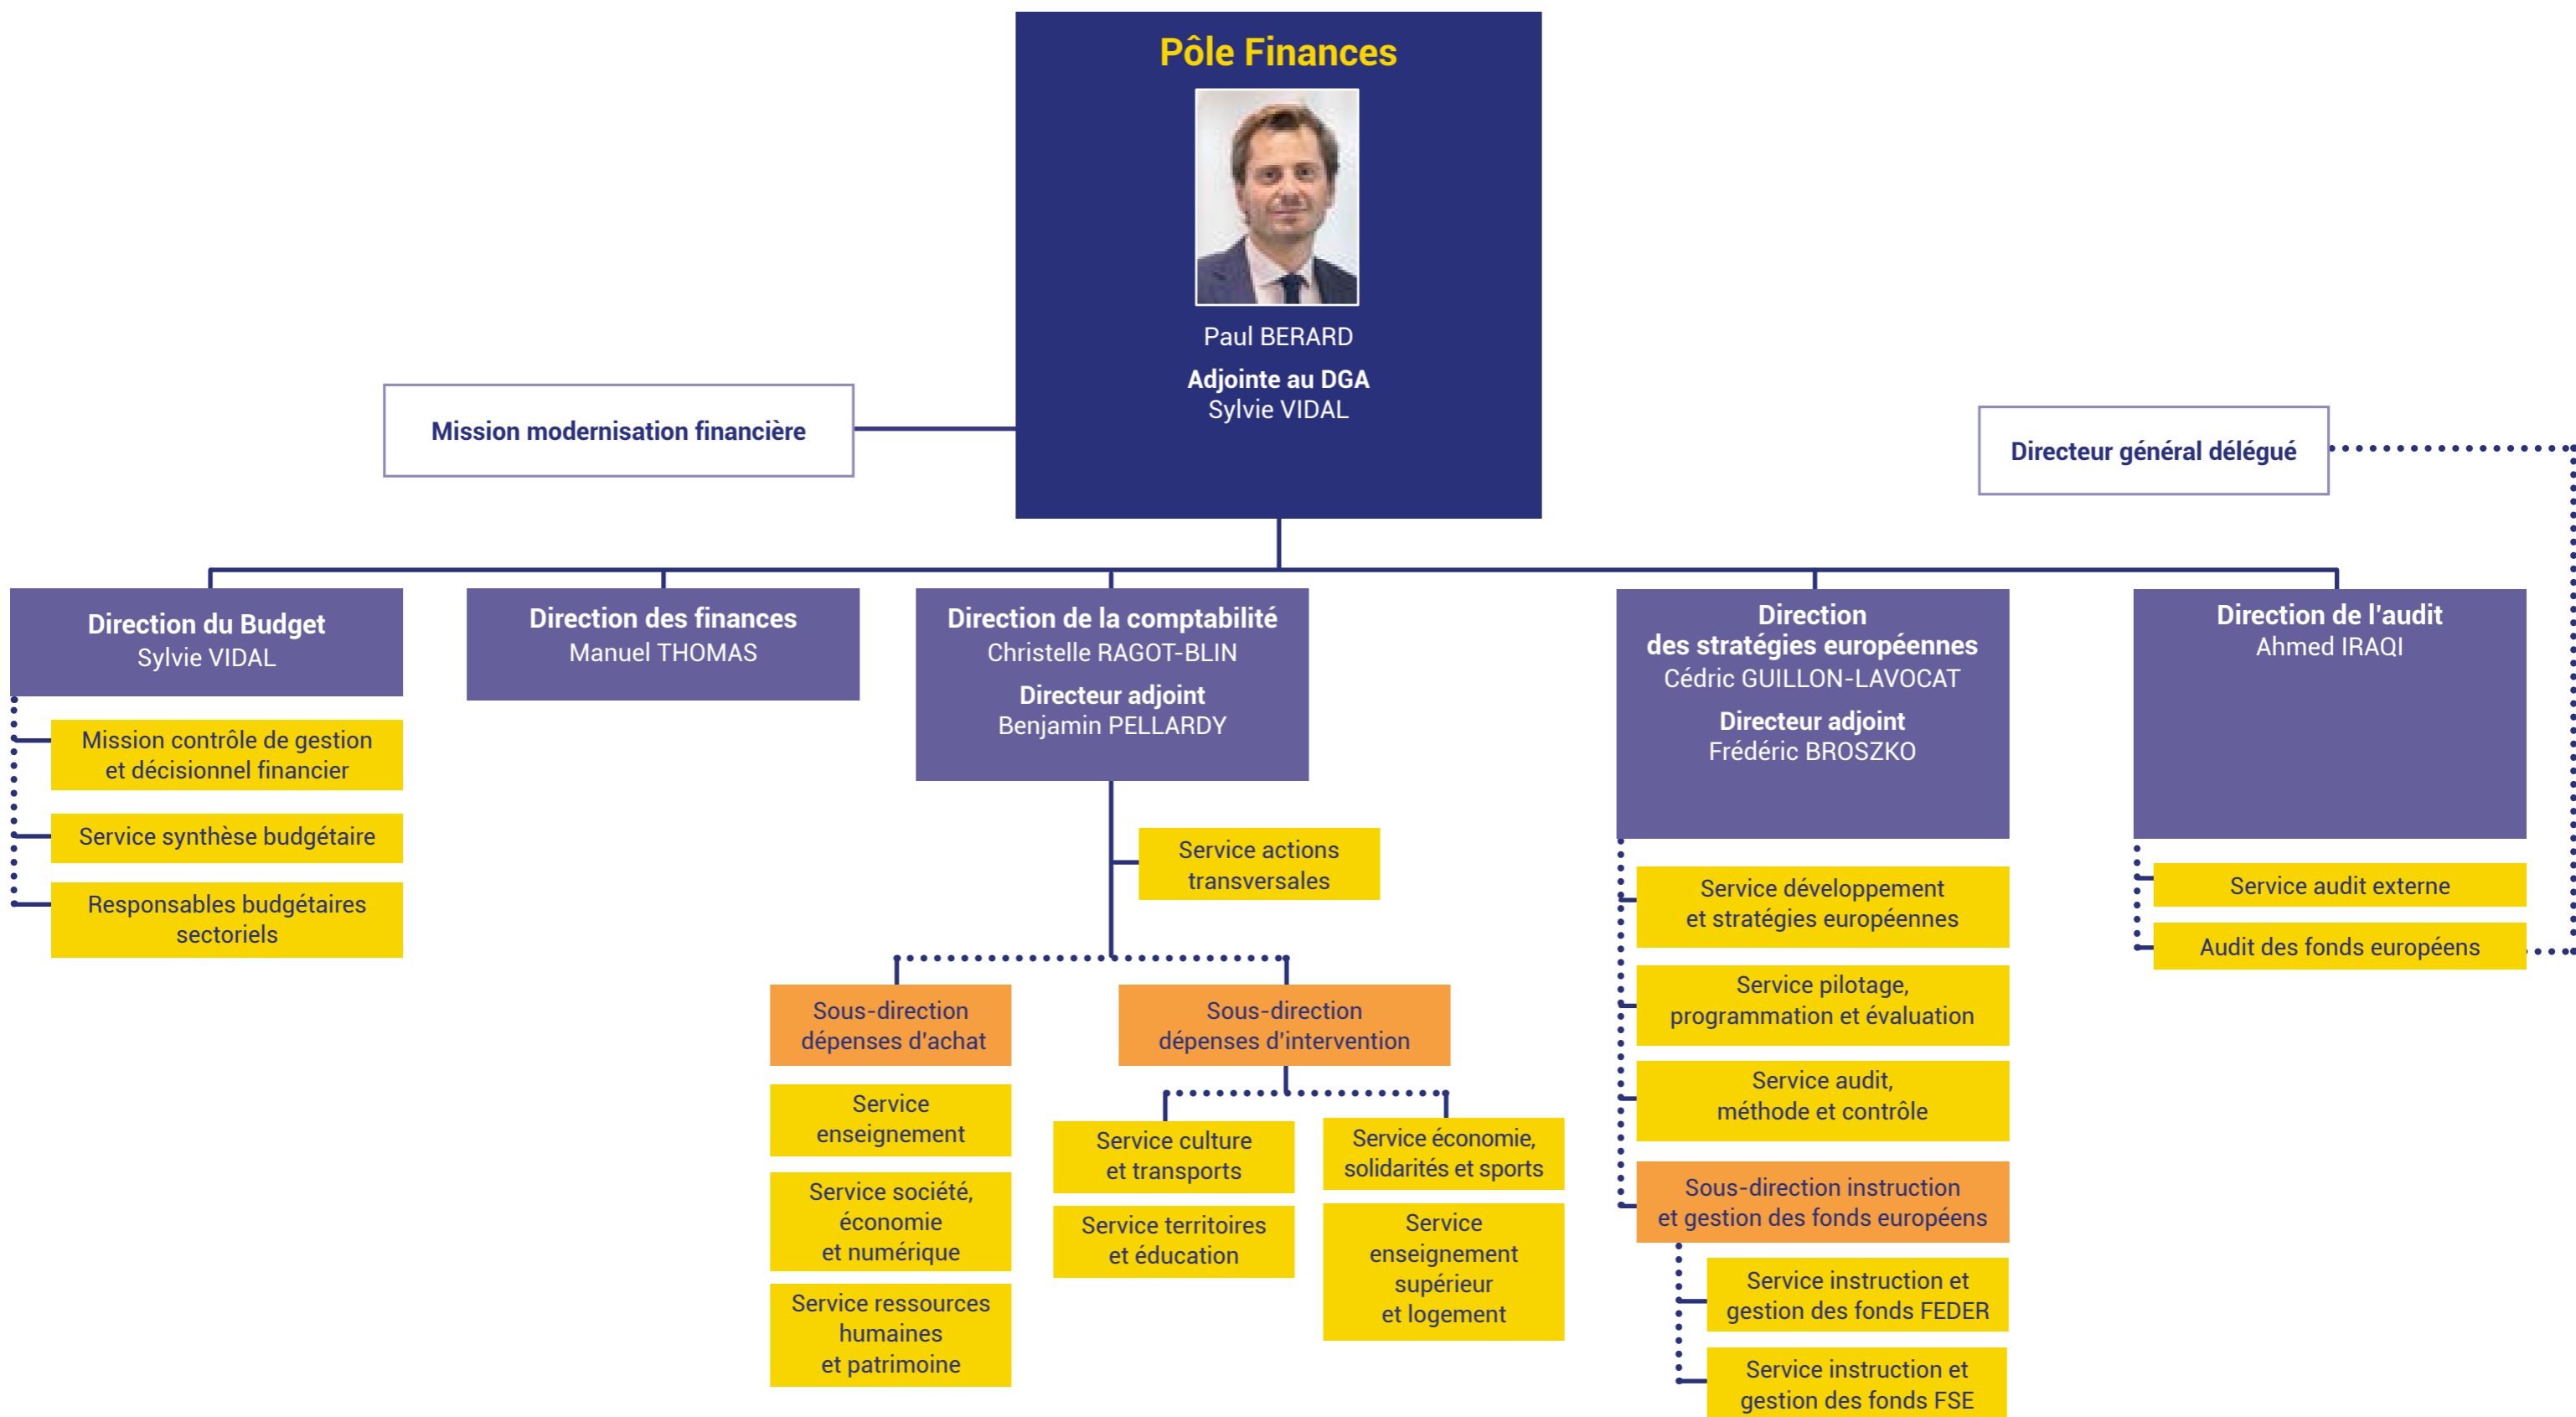 Pôle Finances
Paul BERARD
Adjointe au DGA
Sylvie VIDAL
Mission modernisation financière
Directeur général délégué
Direction du Budget
Sylvie VIDAL
Mission contrôle de gestion
et décisionnel financier
Service synthèse budgétaire
Responsables budgétaires
sectoriels
Direction des finances
Manuel THOMAS
Direction de la comptabilité
Christelle RAGOT-BLIN
Directeur adjoint
Benjamin PELLARDY
Service actions
transversales
Sous-direction
dépenses d'achat
Service
enseignement
Service société,
économie
et numérique
Service ressources
humaines
et patrimoine
Sous-direction
dépenses d'intervention
Service culture
et transports
Service territoires
et éducation
Service économie,
solidarités et sports
Service
enseignement
supérieur
et logement
Direction
des stratégies européennes
Cédric GUILLON-LAVOCAT
Directeur adjoint
Frédéric BROSZKO
Service développement
et stratégies européennes
Service pilotage,
programmation et évaluation
Service audit,
méthode et contrôle
Sous-direction instruction
et gestion des fonds européens
Service instruction et
gestion des fonds FEDER
Service instruction et
gestion des fonds FSE
Direction de l'audit
Ahmed IRAQI
Service audit externe
Audit des fonds européens